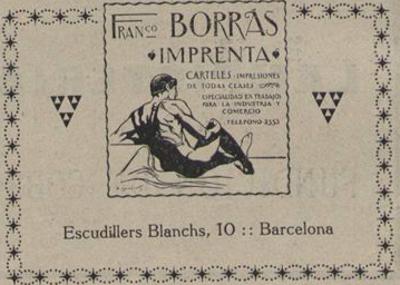 FRANCO BORRÁS
IMPRENTA
CARTELES · IMPRESIONES
DE TODAS CLASES
ESPECIALIDAD EN TRABAJOS
PARA LA INDUSTRIA Y
COMERCIO
TELEFONO 2353
Escudillers Blanchs, 10 :: Barcelona